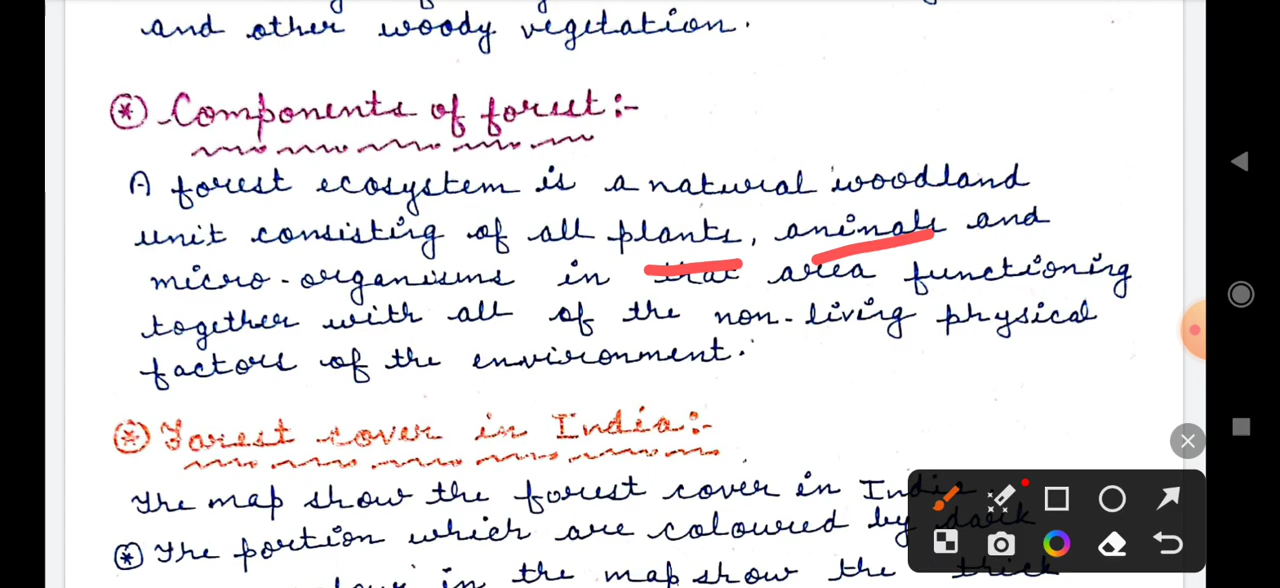 and other woody vegetation.
* Components of forset:-
A forest ecosystem is a natural woodland
unit consisting of all plants, animals and
micro-organisms in that area functioning
together with all of the non-living physical
factors of the environment.
* Forest cover in India:-
The map show the forest cover in India
* The portion which are coloured by dark
in the map show the thick